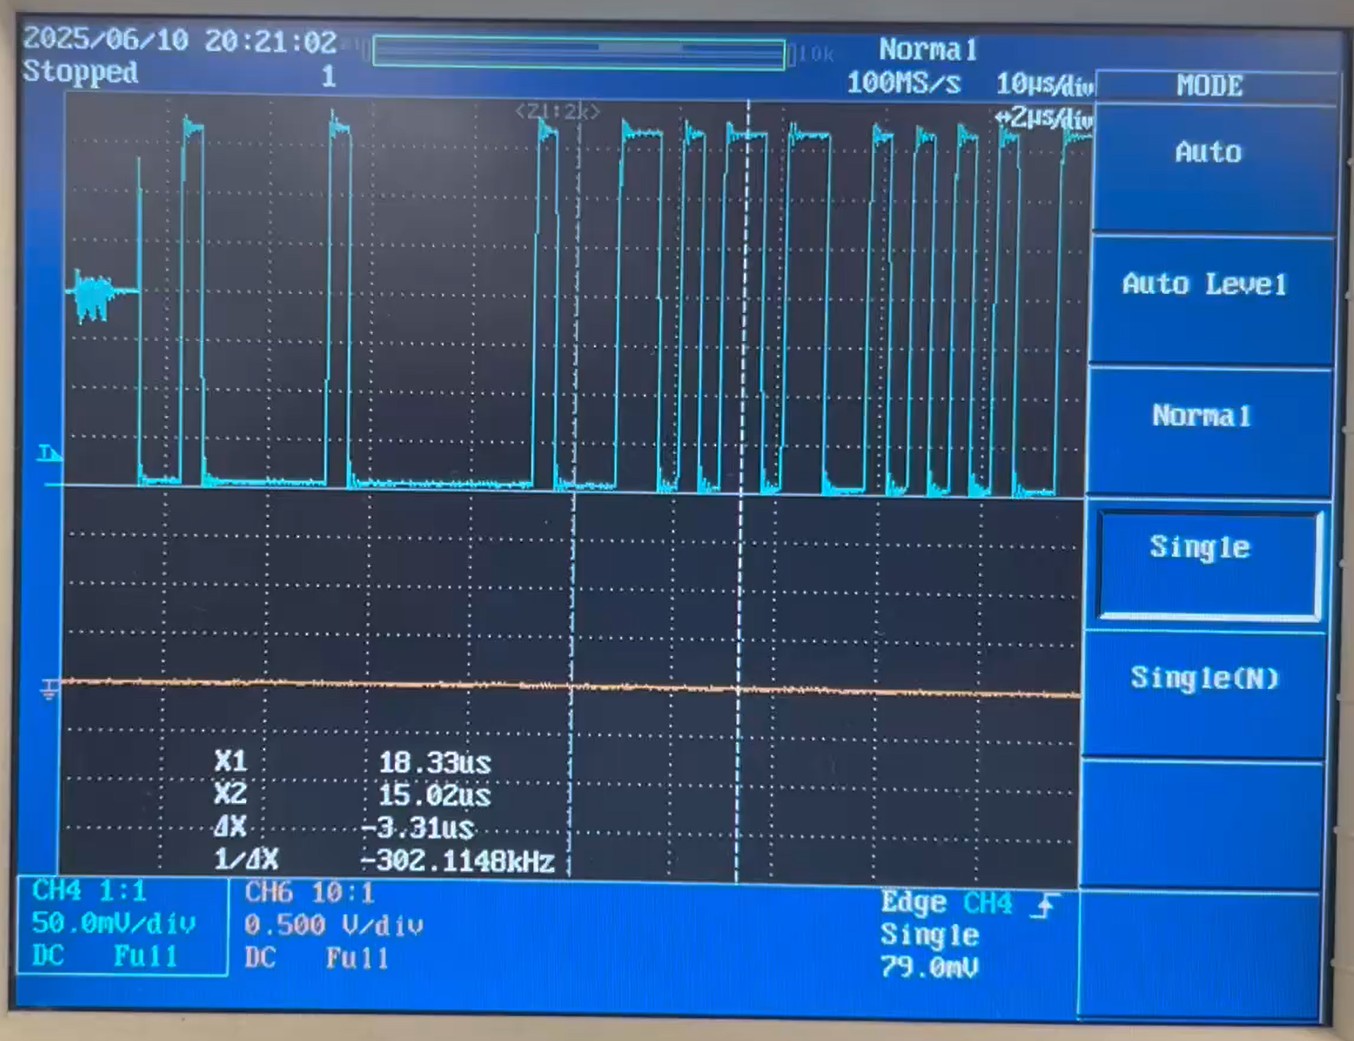 2025/06/10 20:21:02
Stopped
1
10k
Normal
100MS/s 10µs/div
↔2µs/div
<Z1:2k>
MODE
Auto
Auto Level
Normal
Single
Single(N)
X1 18.33us
X2 15.02us
ΔX -3.31us
1/ΔX -302.1148kHz
CH4 1:1
50.0mV/div
DC Full
CH6 10:1
0.500 V/div
DC Full
Edge CH4
Single
79.0mV